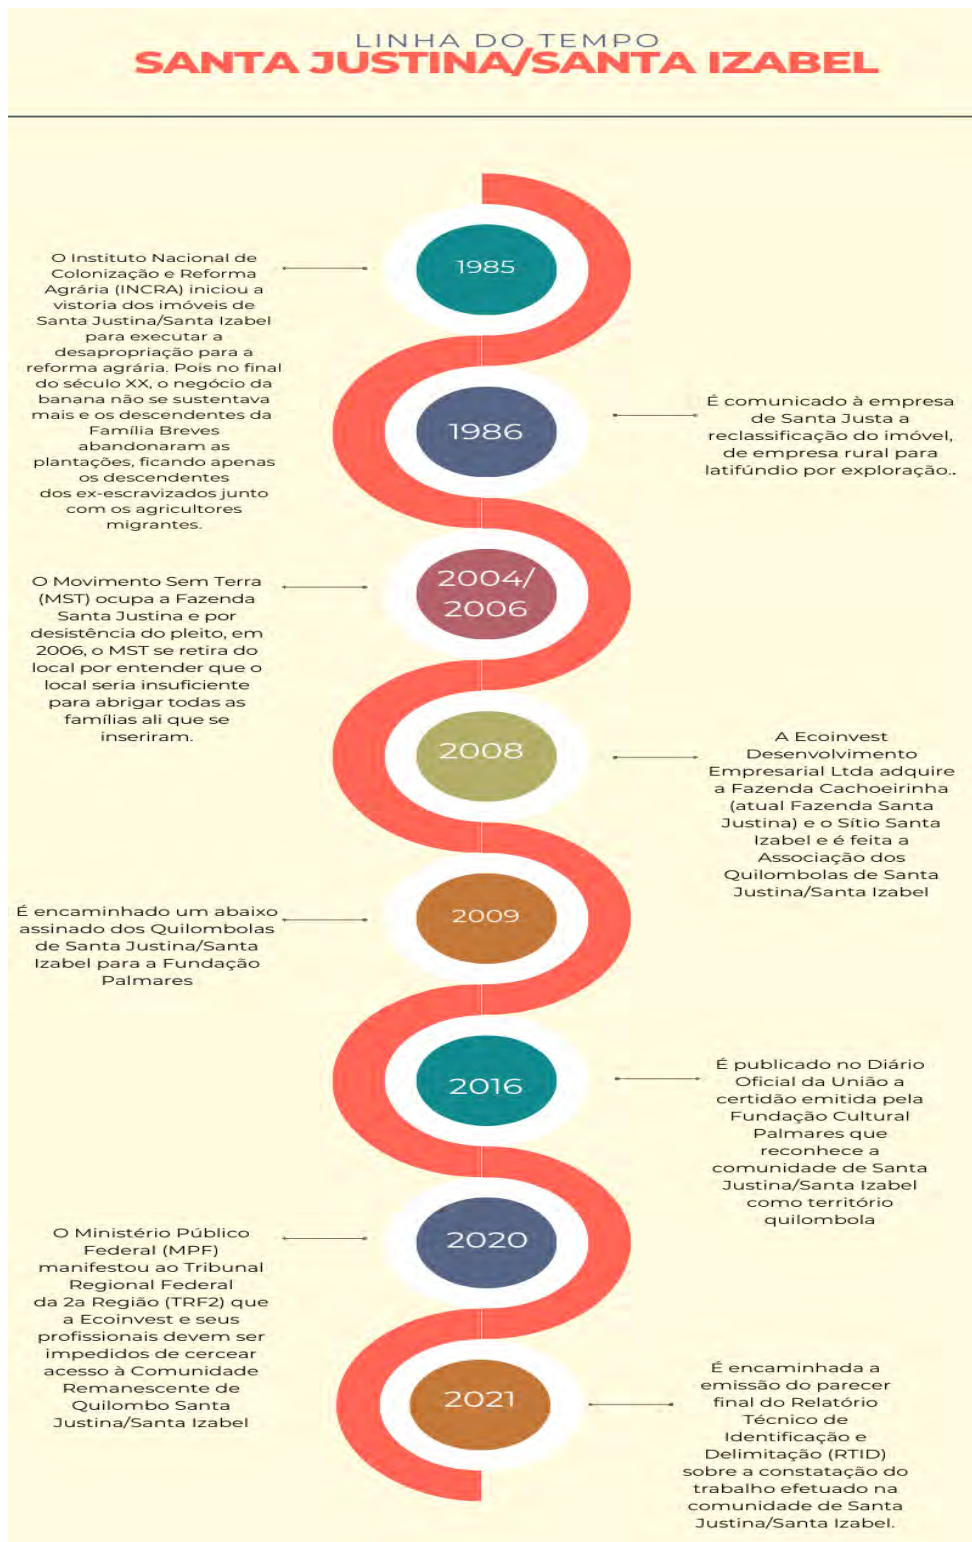 LINHA DO TEMPO
SANTA JUSTINA/SANTA IZABEL
1985
O Instituto Nacional de
Colonização e Reforma
Agrária (INCRA) iniciou a
vistoria dos imóveis de
Santa Justina/Santa Izabel
para executar a
desapropriação para a
reforma agrária. Pois no final
do século XX, o negócio da
banana não se sustentava
mais e os descendentes da
Família Breves
abandonaram as
plantações, ficando apenas
os descendentes
dos ex-escravizados junto
com os agricultores
migrantes.
1986
É comunicado à empresa
de Santa Justa a
reclassificação do imóvel,
de empresa rural para
latifúndio por exploração..
2004/
2006
O Movimento Sem Terra
(MST) ocupa a Fazenda
Santa Justina e por
desistência do pleito, em
2006, o MST se retira do
local por entender que o
local seria insuficiente
para abrigar todas as
famílias ali que se
inseriram.
2008
A Ecoinvest
Desenvolvimento
Empresarial Ltda adquire
a Fazenda Cachoeirinha
(atual Fazenda Santa
Justina) e o Sítio Santa
Izabel e é feita a
Associação dos
Quilombolas de Santa
Justina/Santa Izabel
2009
É encaminhado um abaixo
assinado dos Quilombolas
de Santa Justina/Santa
Izabel para a Fundação
Palmares
2016
É publicado no Diário
Oficial da União a
certidão emitida pela
Fundação Cultural
Palmares que
reconhece a
comunidade de Santa
Justina/Santa Izabel
como território
quilombola
2020
O Ministério Público
Federal (MPF)
manifestou ao Tribunal
Regional Federal
da 2a Região (TRF2) que
a Ecoinvest e seus
profissionais devem ser
impedidos de cercear
acesso à Comunidade
Remanescente de
Quilombo Santa
Justina/Santa Izabel
2021
É encaminhada a
emissão do parecer
final do Relatório
Técnico de
Identificação e
Delimitação (RTID)
sobre a constatação do
trabalho efetuado na
comunidade de Santa
Justina/Santa Izabel.